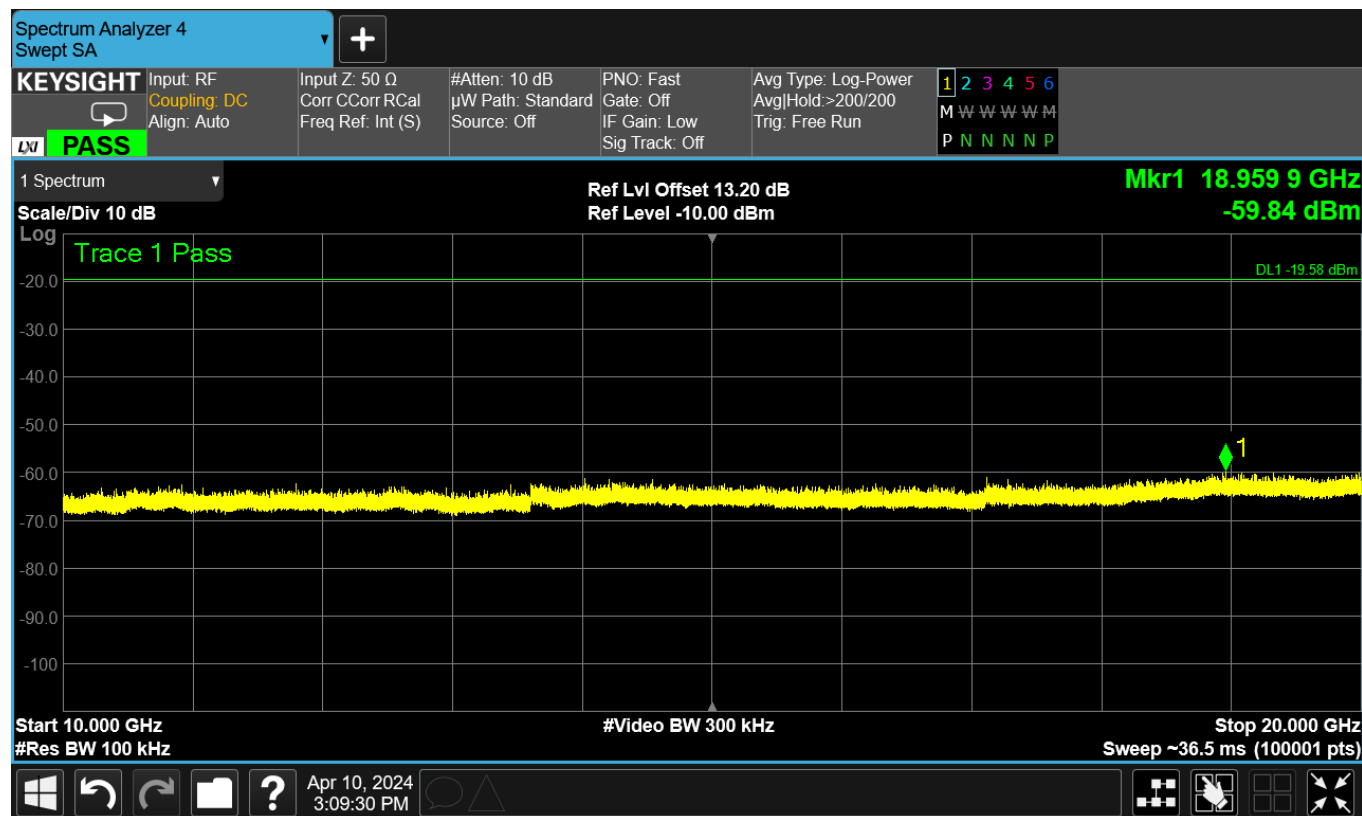 Spectrum Analyzer 4
Swept SA
KEYSIGHT
LXI PASS
Input: RF
Coupling: DC
Align: Auto
Input Z: 50 Ω
Corr CCorr RCal
Freq Ref: Int (S)
#Atten: 10 dB
µW Path: Standard
Source: Off
PNO: Fast
Gate: Off
IF Gain: Low
Sig Track: Off
Avg Type: Log-Power
Avg|Hold:>200/200
Trig: Free Run
1 2 3 4 5 6
M W W W W M
P N N N N P
1 Spectrum
Scale/Div 10 dB
Ref Lvl Offset 13.20 dB
Ref Level -10.00 dBm
Mkr1 18.959 9 GHz
-59.84 dBm
Log
Trace 1 Pass
DL1 -19.58 dBm
-20.0
-30.0
-40.0
-50.0
1
-60.0
-70.0
-80.0
-90.0
-100
Start 10.000 GHz
#Video BW 300 kHz
Stop 20.000 GHz
#Res BW 100 kHz
Sweep ~36.5 ms (100001 pts)
?
Apr 10, 2024
3:09:30 PM